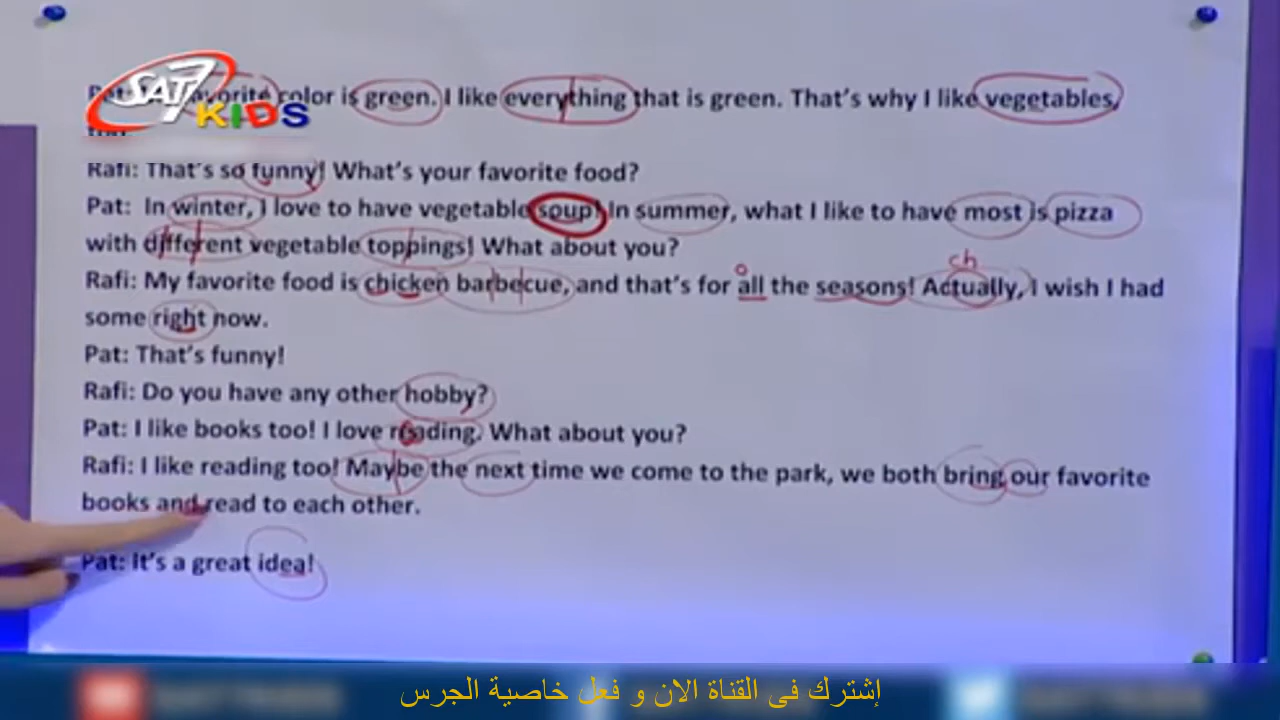 SAT7
KIDS
favorite color is green. I like everything that is green. That's why I like vegetables,
Rafi: That's so funny! What's your favorite food?
Pat: In winter, I love to have vegetable soup! In summer, what I like to have most is pizza
with different vegetable toppings! What about you?
ch
Rafi: My favorite food is chicken barbecue, and that's for all the seasons! Actually, I wish I had
some right now.
Pat: That's funny!
Rafi: Do you have any other hobby?
Pat: I like books too! I love reading. What about you?
Rafi: I like reading too! Maybe the next time we come to the park, we both bring our favorite
books and read to each other.
Pat: It's a great idea!
إشترك فى القناة الان و فعل خاصية الجرس